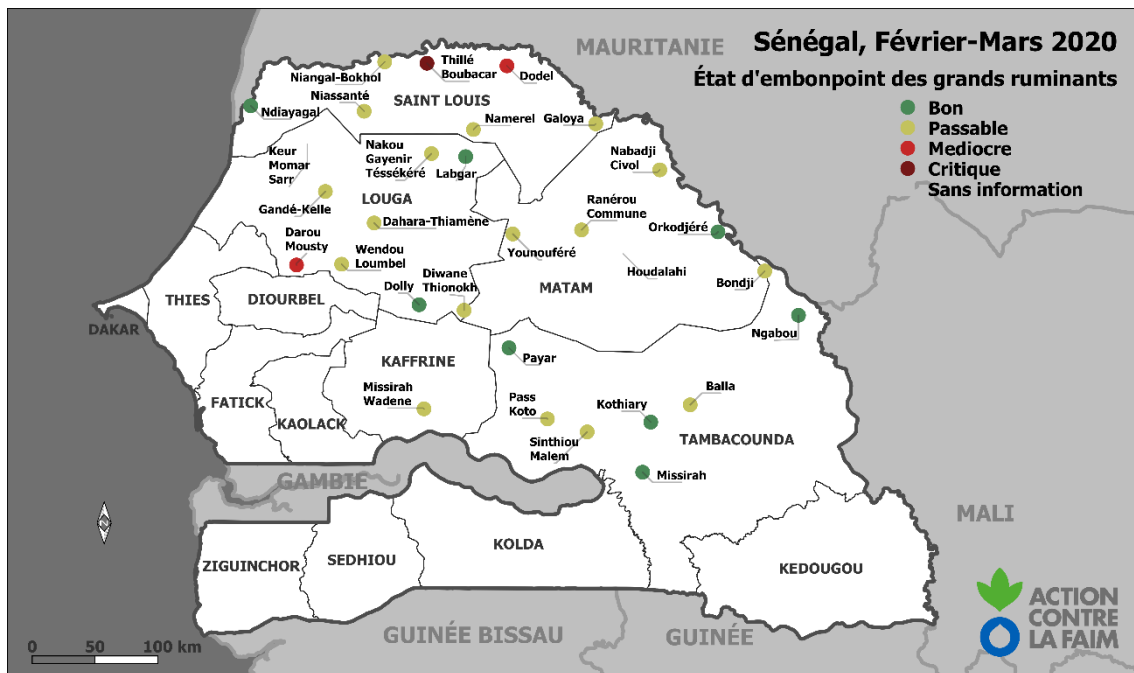 MAURITANIE
Sénégal, Février-Mars 2020
État d'embonpoint des grands ruminants
Bon
Passable
Mediocre
Critique
Sans information
Niangal-Bokhol
Thillé
Boubacar
Dodel
Niassanté
SAINT LOUIS
Ndiayagal
Namerel
Galoya
Keur
Momar
Sarr
Nakou
Gayenir
Téssékéré
Labgar
Nabadji
Civol
LOUGA
Gandé-Kelle
Ranérou
Commune
Dahara-Thiamène
Orkodjéré
Darou
Mousty
Wendou
Loumbel
Younouféré
Houdalahi
Diwane
Thionokh
Dolly
MATAM
Bondji
THIES
DIOURBEL
DAKAR
Ngabou
KAFFRINE
Payar
Missirah
Wadene
FATICK
KAOLACK
Pass
Koto
Kothiary
Balla
Sinthiou
Malem
TAMBACOUNDA
Missirah
GAMBIE
N
MALI
KOLDA
SEDHIOU
ZIGUINCHOR
KEDOUGOU
GUINÉE BISSAU
GUINÉE
0 50 100 km
ACTION
CONTRE
LA FAIM